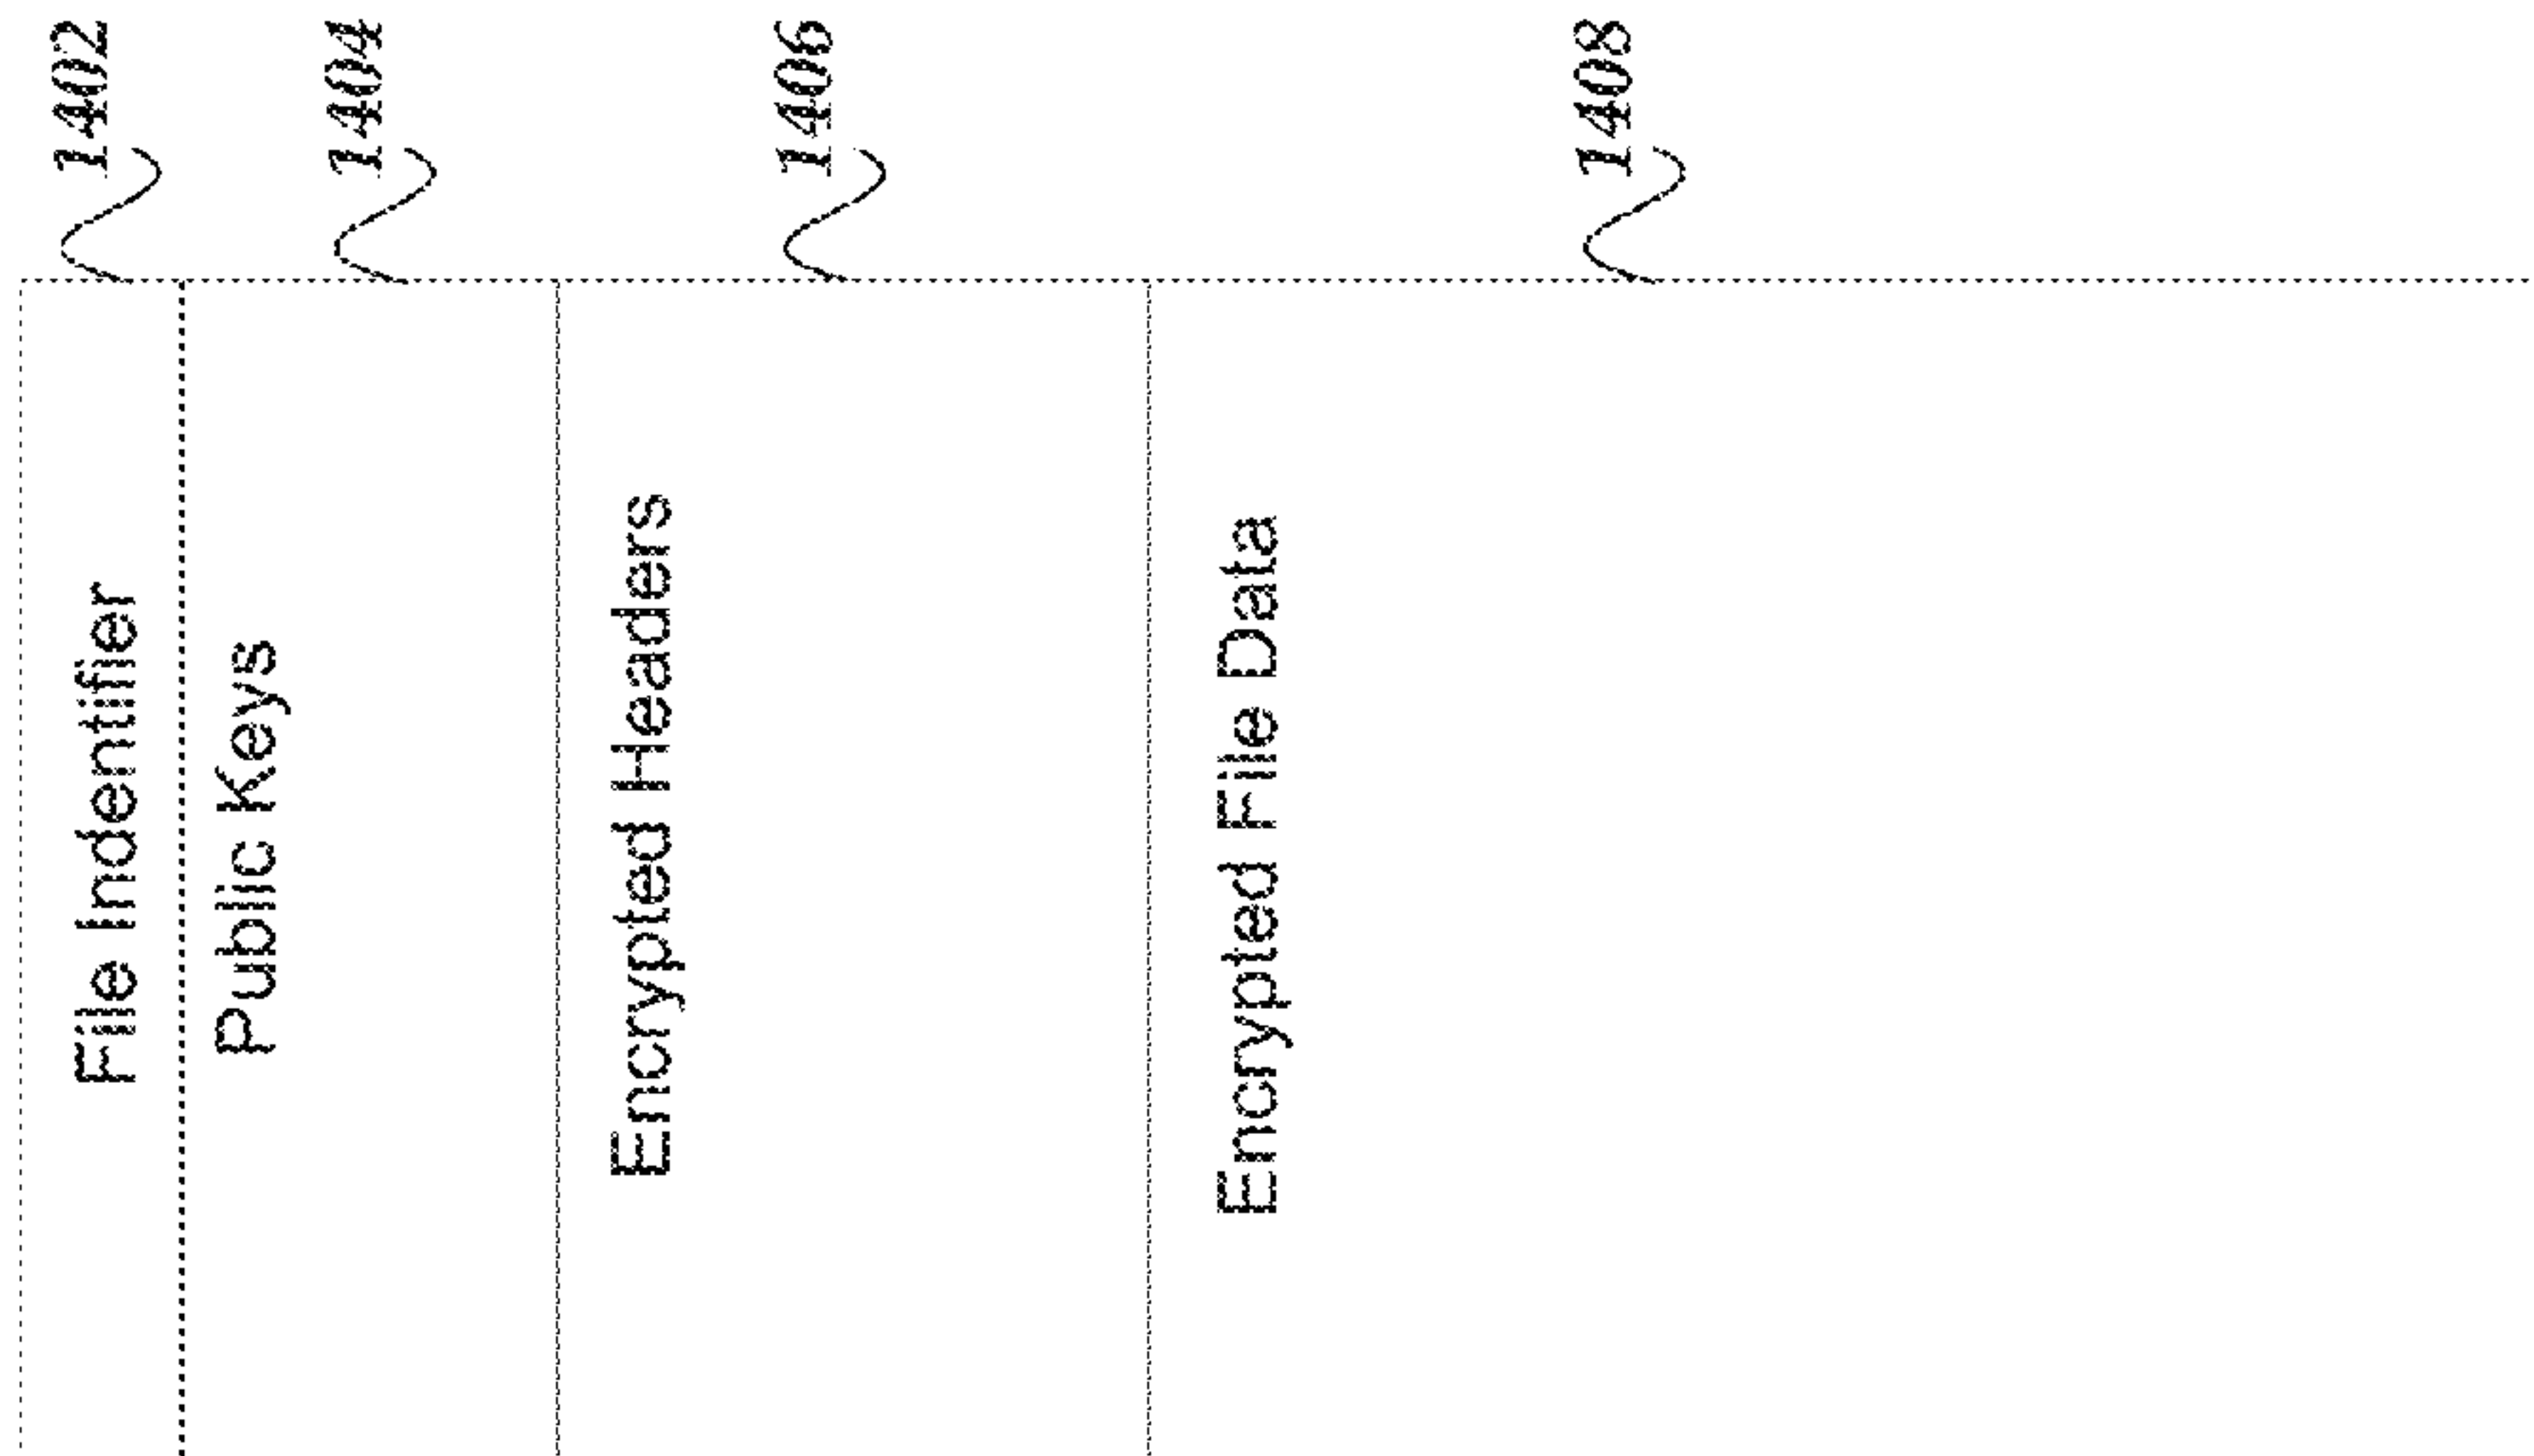 File Indentifier 1402
Public Keys 1404
Encrypted Headers 1406
Encrypted File Data 1408